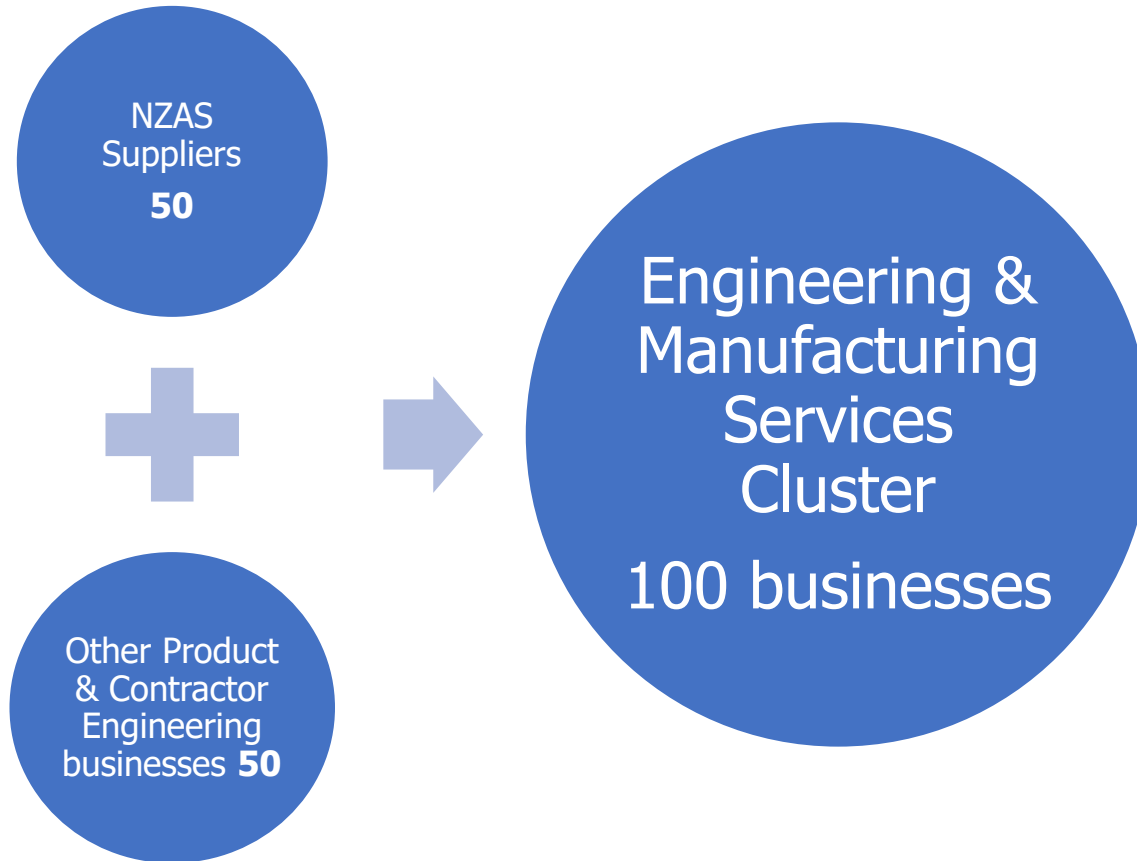 NZAS
Suppliers
50
Other Product
& Contractor
Engineering
businesses 50
Engineering &
Manufacturing
Services
Cluster
100 businesses